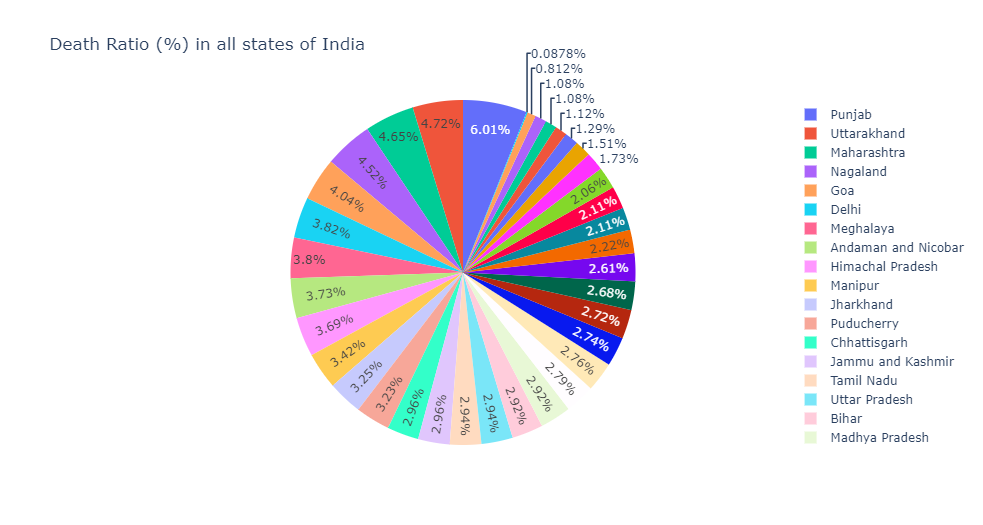 Death Ratio (%) in all states of India
0.0878%
0.812%
1.08%
1.08%
1.12%
1.29%
1.51%
1.73%
2.06%
2.11%
2.11%
2.22%
2.61%
2.68%
2.72%
2.74%
2.76%
2.79%
2.92%
2.92%
2.94%
2.94%
2.96%
2.96%
3.23%
3.25%
3.42%
3.69%
3.73%
3.8%
3.82%
4.04%
4.52%
4.65%
4.72%
6.01%
Punjab
Uttarakhand
Maharashtra
Nagaland
Goa
Delhi
Meghalaya
Andaman and Nicobar
Himachal Pradesh
Manipur
Jharkhand
Puducherry
Chhattisgarh
Jammu and Kashmir
Tamil Nadu
Uttar Pradesh
Bihar
Madhya Pradesh